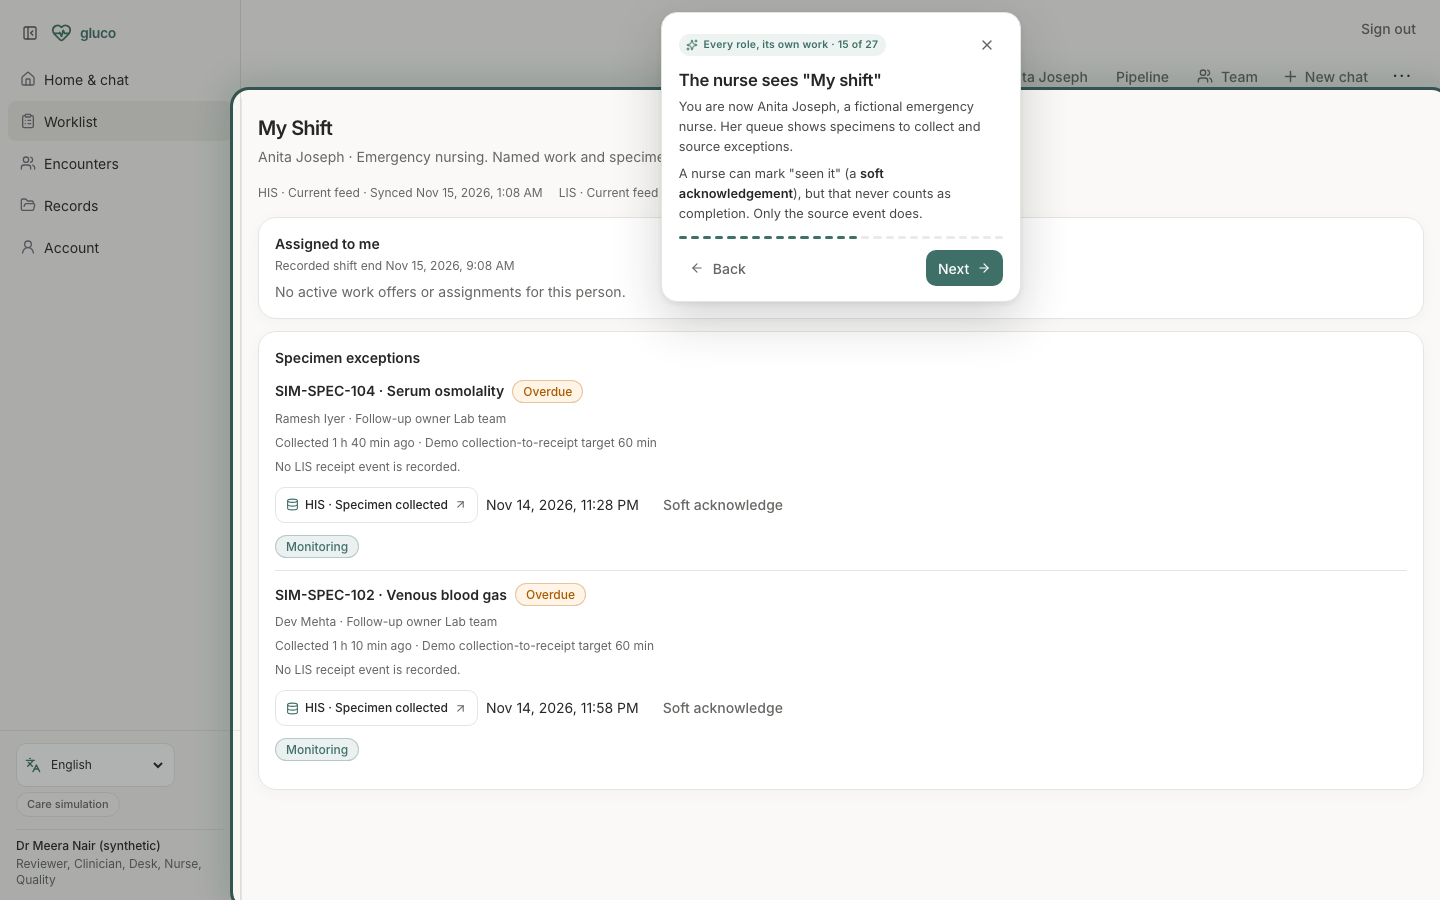 gluco
Home & chat
Worklist
Encounters
Records
Account
English
Care simulation
Dr Meera Nair (synthetic)
Reviewer, Clinician, Desk, Nurse,
Quality
Sign out
ta Joseph
Pipeline
Team
New chat
Every role, its own work · 15 of 27
The nurse sees "My shift"
You are now Anita Joseph, a fictional emergency
nurse. Her queue shows specimens to collect and
source exceptions.
A nurse can mark "seen it" (a soft
acknowledgement), but that never counts as
completion. Only the source event does.
Back
Next
My Shift
Anita Joseph · Emergency nursing. Named work and specime
HIS · Current feed · Synced Nov 15, 2026, 1:08 AM LIS · Current feed
Assigned to me
Recorded shift end Nov 15, 2026, 9:08 AM
No active work offers or assignments for this person.
Specimen exceptions
SIM-SPEC-104 · Serum osmolality Overdue
Ramesh Iyer · Follow-up owner Lab team
Collected 1 h 40 min ago · Demo collection-to-receipt target 60 min
No LIS receipt event is recorded.
HIS · Specimen collected Nov 14, 2026, 11:28 PM Soft acknowledge
Monitoring
SIM-SPEC-102 · Venous blood gas Overdue
Dev Mehta · Follow-up owner Lab team
Collected 1 h 10 min ago · Demo collection-to-receipt target 60 min
No LIS receipt event is recorded.
HIS · Specimen collected Nov 14, 2026, 11:58 PM Soft acknowledge
Monitoring